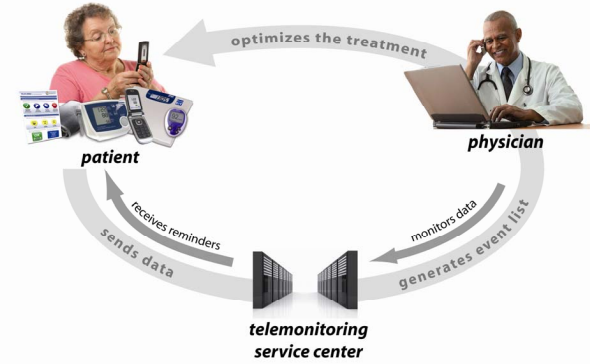 optimizes the treatment
patient
physician
receives reminders
sends data
monitors data
generates event list
telemonitoring
service center